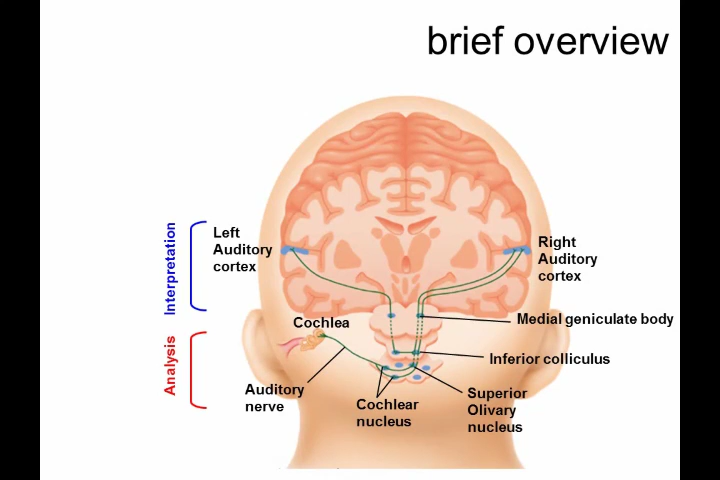 brief overview
Interpretation
Left
Auditory
cortex
Right
Auditory
cortex
Cochlea
Medial geniculate body
Analysis
Inferior colliculus
Auditory
nerve
Cochlear
nucleus
Superior
Olivary
nucleus